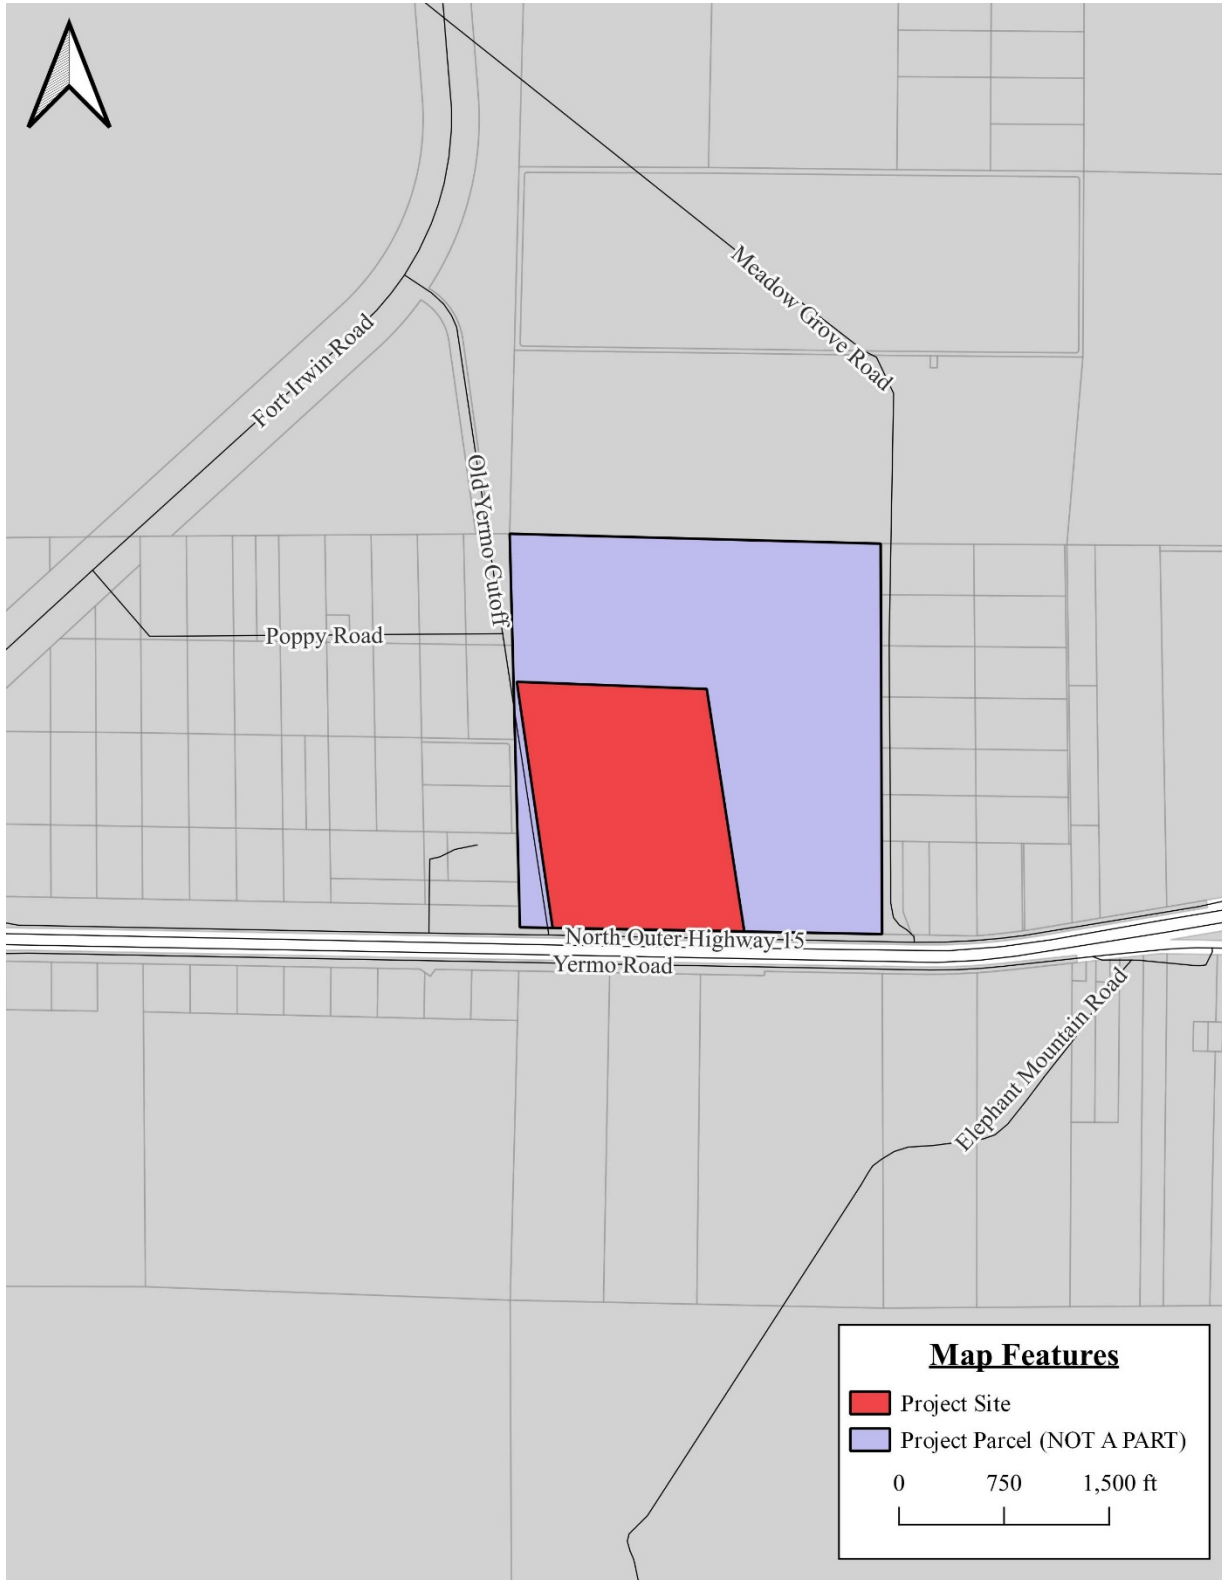 Meadow Grove Road
Fort Irwin Road
Old Yermo Cutoff
Poppy Road
North Outer Highway 15
Yermo Road
Elephant Mountain Road
Map Features
Project Site
Project Parcel (NOT A PART)
0 750 1,500 ft